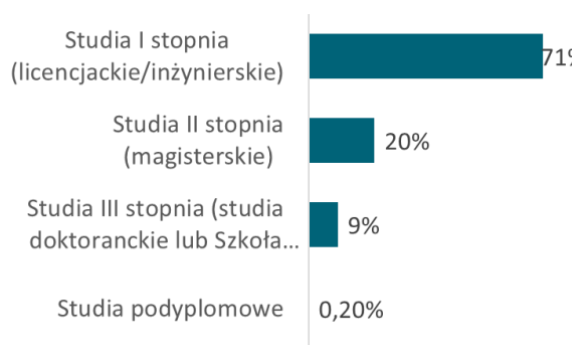 Studia I stopnia
(licencjackie/inżynierskie)
71%
Studia II stopnia
(magisterskie)
20%
Studia III stopnia (studia
doktoranckie lub Szkoła...
9%
Studia podyplomowe
0,20%